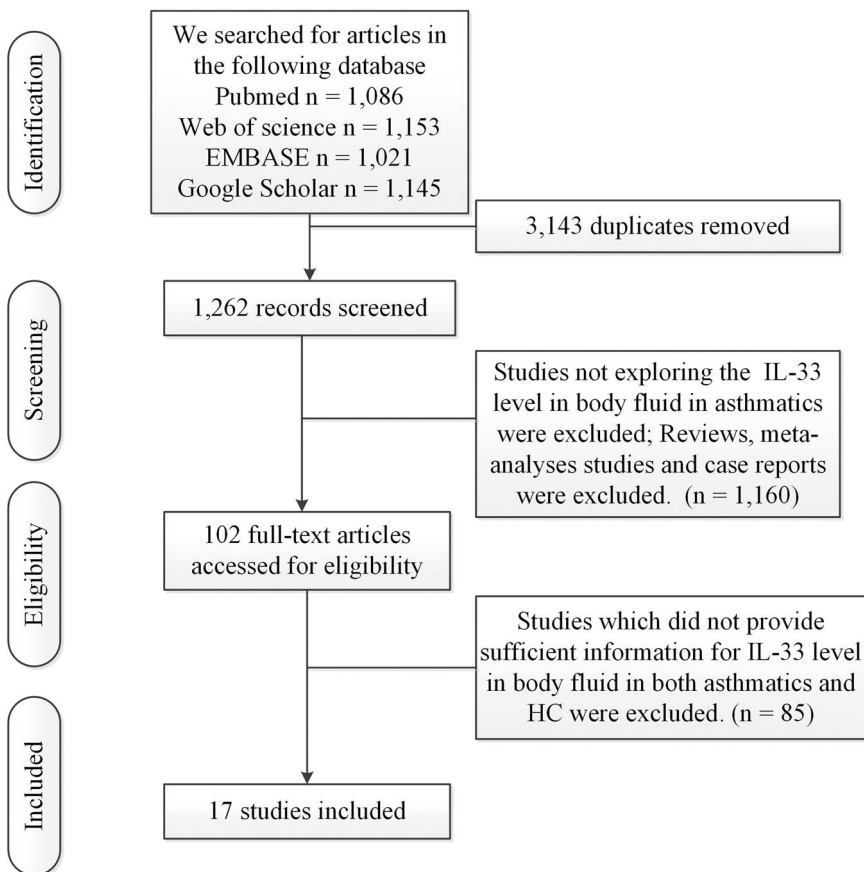 Identification
We searched for articles in
the following database
Pubmed n = 1,086
Web of science n = 1,153
EMBASE n = 1,021
Google Scholar n = 1,145
3,143 duplicates removed
Screening
1,262 records screened
Studies not exploring the IL-33
level in body fluid in asthmatics
were excluded; Reviews, meta-
analyses studies and case reports
were excluded. (n = 1,160)
Eligibility
102 full-text articles
accessed for eligibility
Studies which did not provide
sufficient information for IL-33 level
in body fluid in both asthmatics and
HC were excluded. (n = 85)
Included
17 studies included